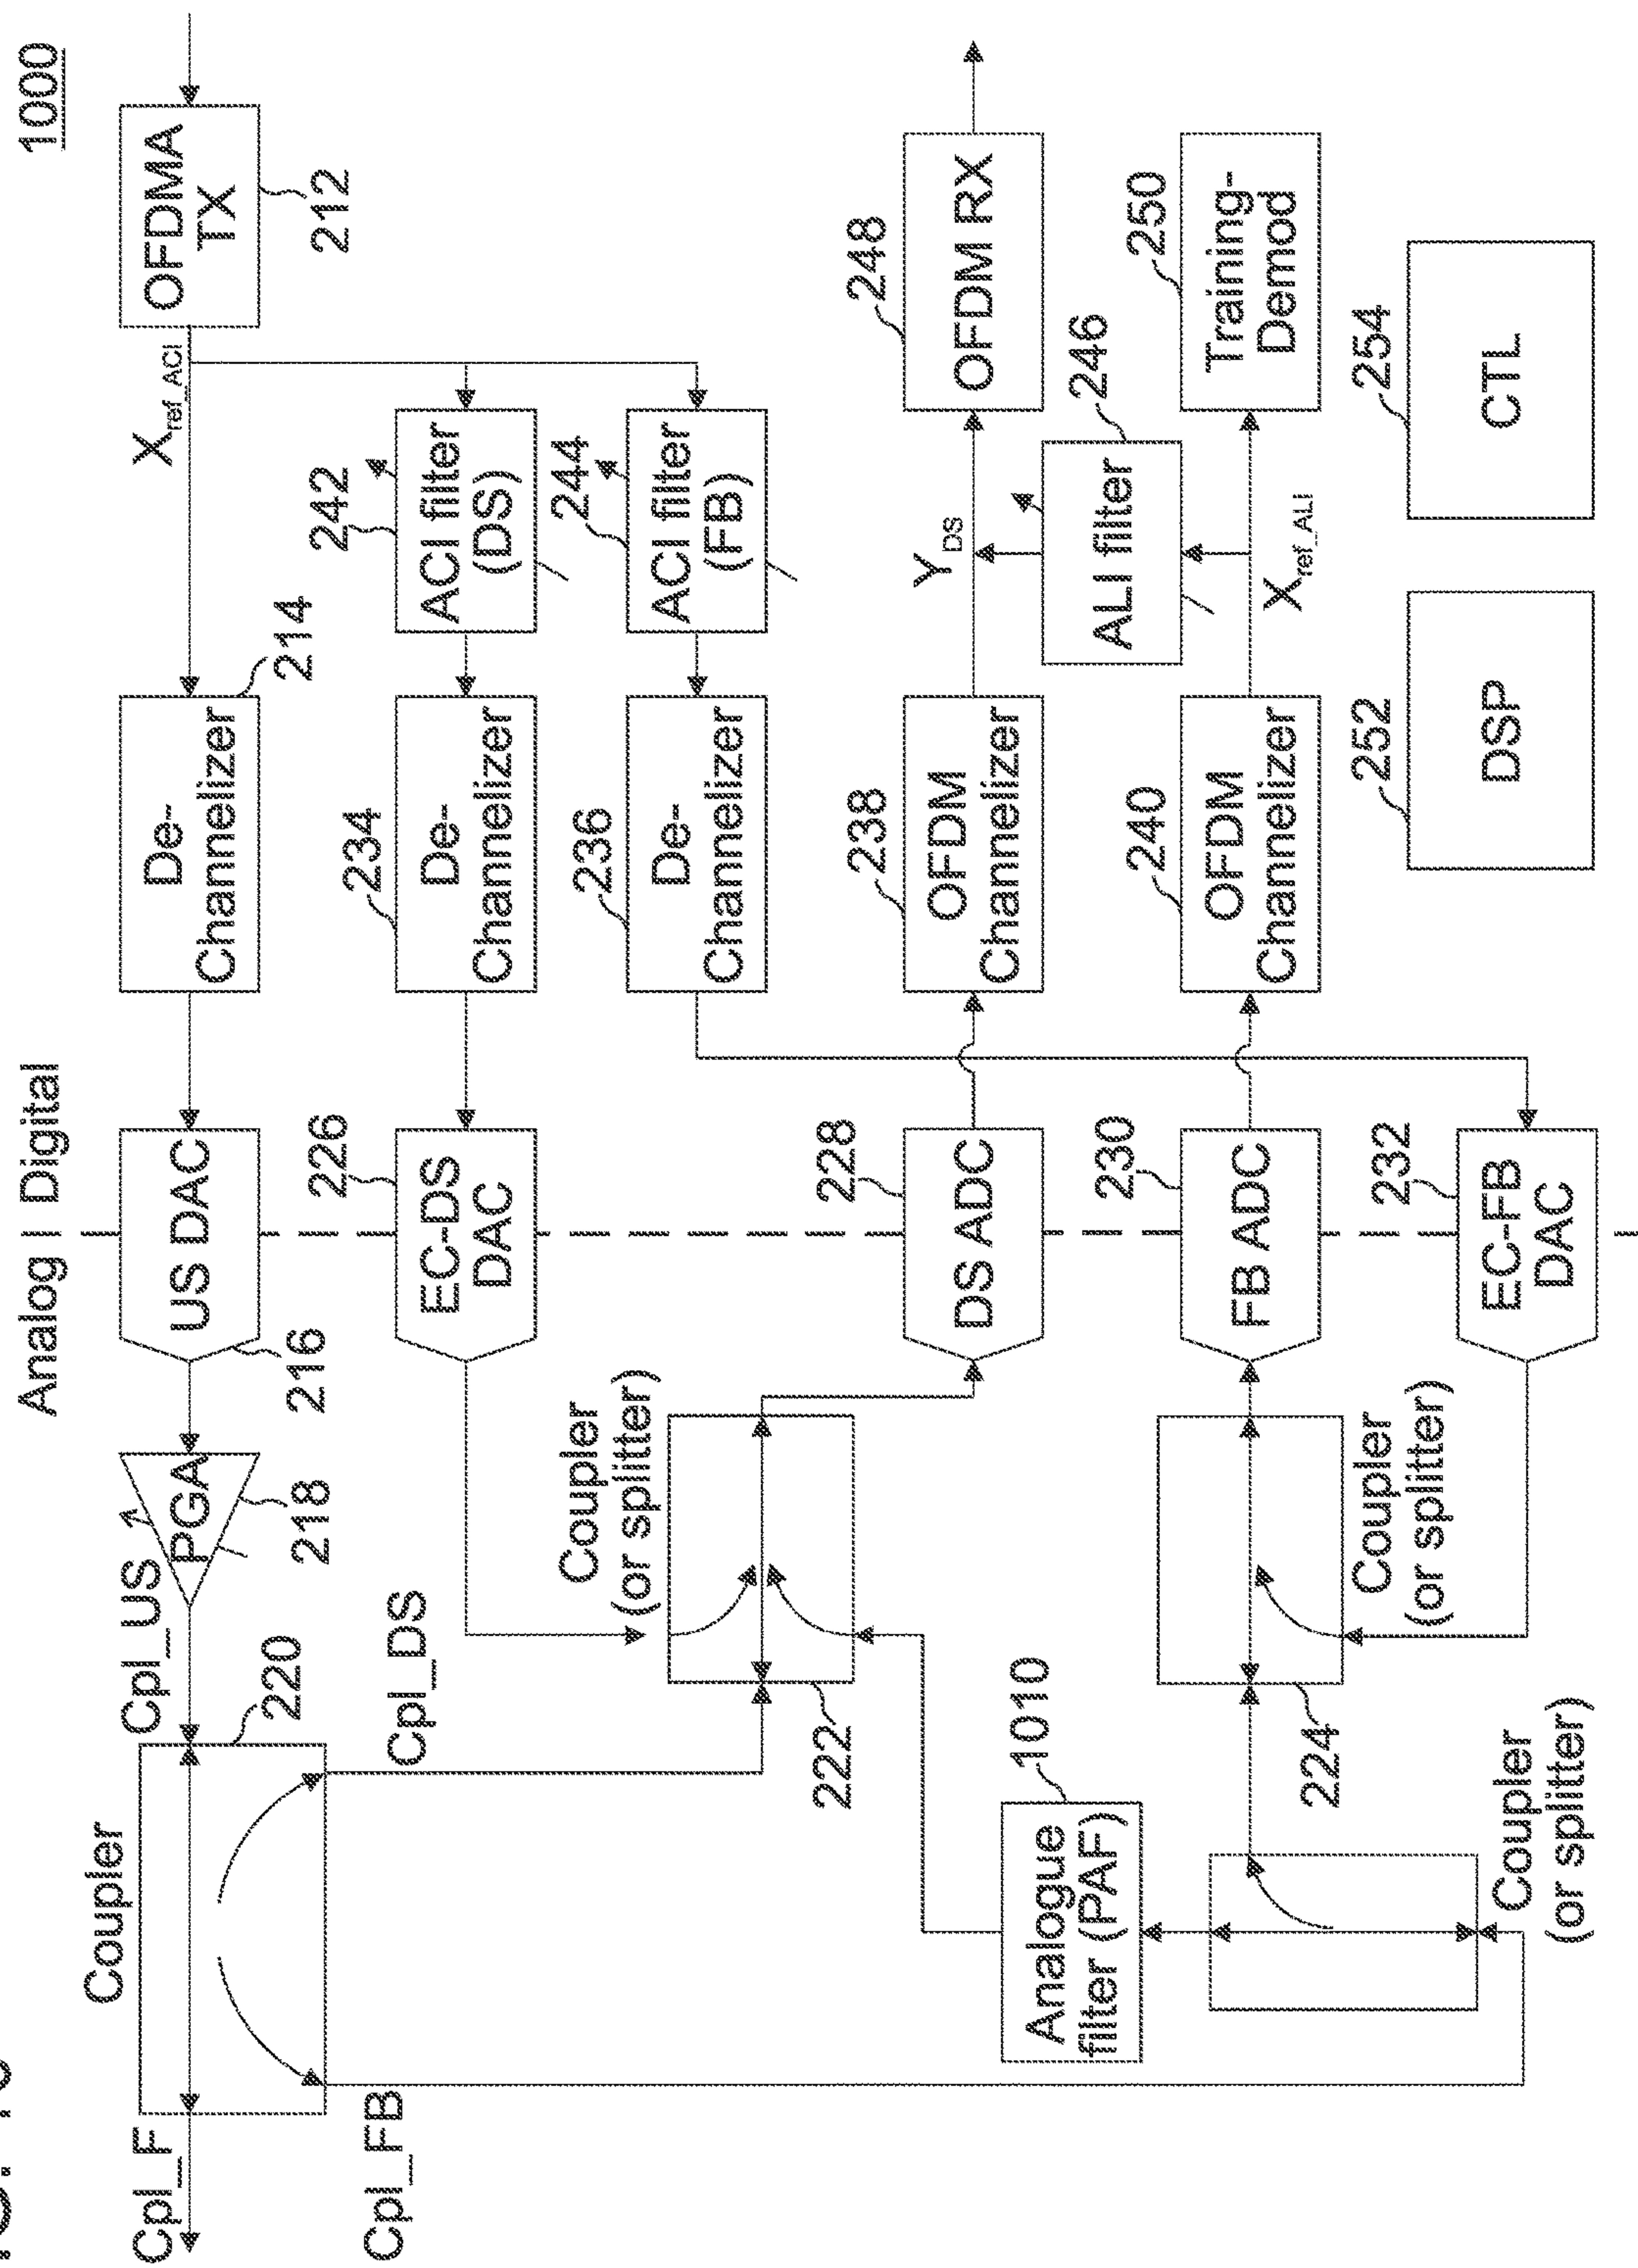 1000
Analog | Digital
Cpl_F
Coupler
Cpl_US
220
PGA
218
US DAC
216
De-
Channelizer
214
X_ref_ACI
OFDMA
TX
212
Cpl_FB
Cpl_DS
EC-DS
DAC
226
De-
Channelizer
234
ACI filter
(DS)
242
Coupler
(or splitter)
222
De-
Channelizer
236
ACI filter
(FB)
244
DS ADC
228
OFDM
Channelizer
238
Y_DS
OFDM RX
248
Analogue
filter (PAF)
1010
ALI filter
246
Coupler
(or splitter)
224
FB ADC
230
OFDM
Channelizer
240
X_ref_ALI
Training-
Demod
250
Coupler
(or splitter)
EC-FB
DAC
232
DSP
252
CTL
254